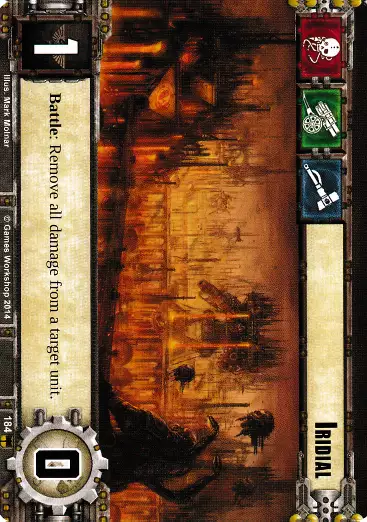 IRIDIAL
1
Battle: Remove all damage from a target unit.
0
Illus. Mark Molnar
© Games Workshop 2014
184